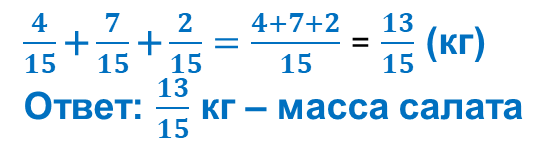 4/15 + 7/15 + 2/15 = 4+7+2/15 = 13/15 (кг)
Ответ: 13/15 кг – масса салата